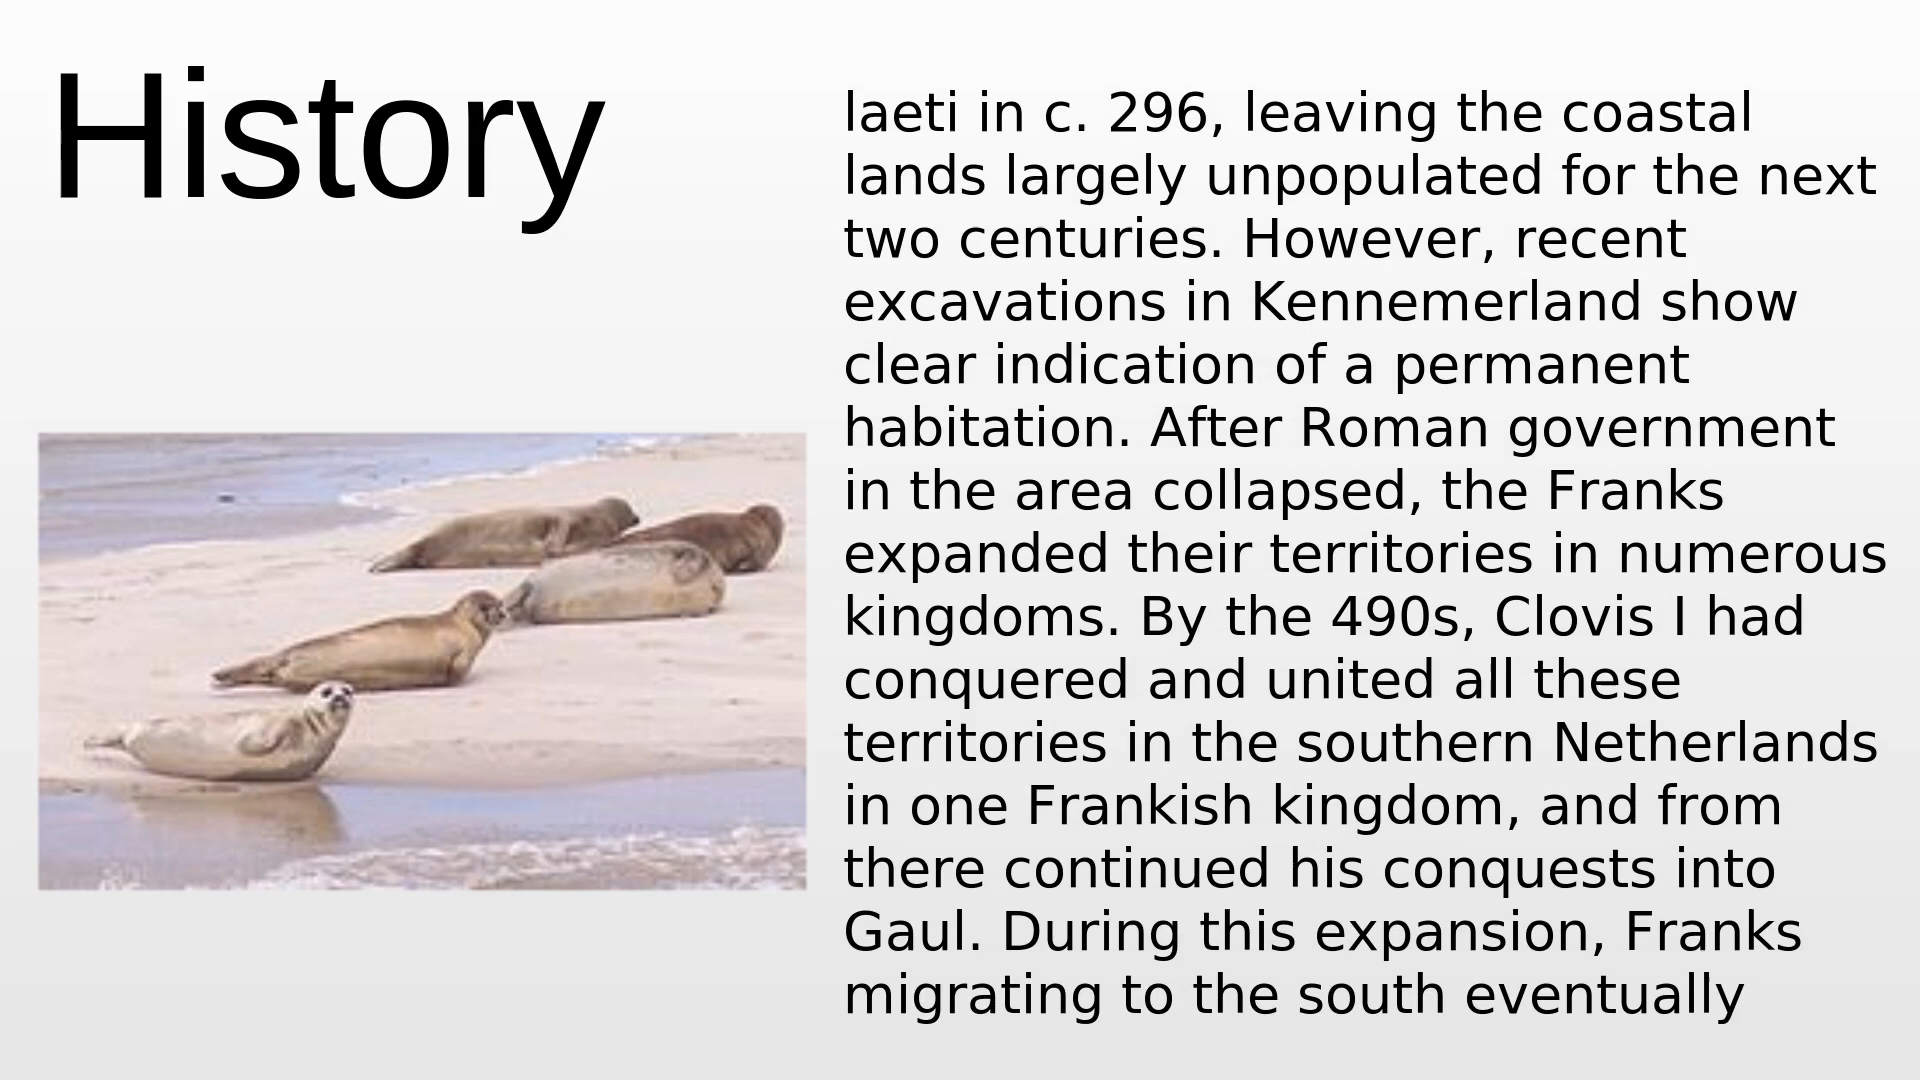 History
laeti in c. 296, leaving the coastal
lands largely unpopulated for the next
two centuries. However, recent
excavations in Kennemerland show
clear indication of a permanent
habitation. After Roman government
in the area collapsed, the Franks
expanded their territories in numerous
kingdoms. By the 490s, Clovis I had
conquered and united all these
territories in the southern Netherlands
in one Frankish kingdom, and from
there continued his conquests into
Gaul. During this expansion, Franks
migrating to the south eventually